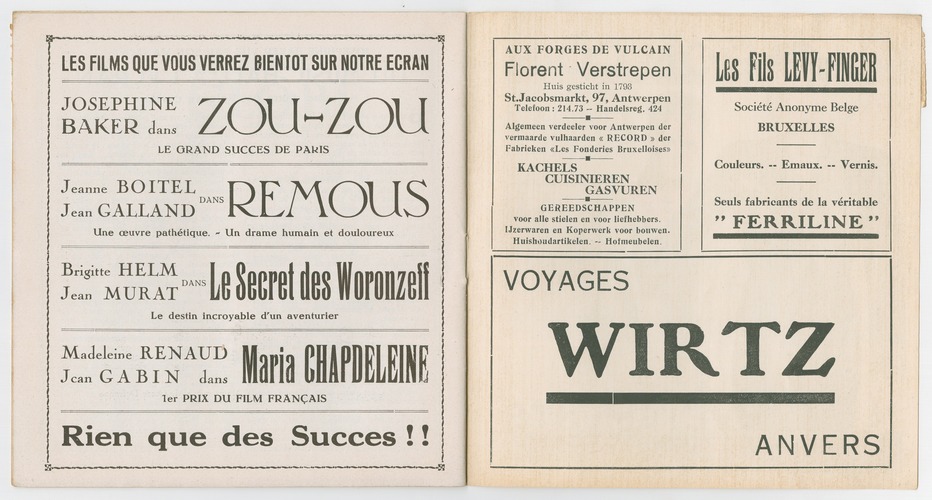 LES FILMS QUE VOUS VERREZ BIENTOT SUR NOTRE ECRAN
JOSEPHINE
BAKER dans ZOU-ZOU
LE GRAND SUCCES DE PARIS
Jeanne BOITEL
Jean GALLAND DANS REMOUS
Une œuvre pathétique. - Un drame humain et douloureux
Brigitte HELM
Jean MURAT DANS Le Secret des Woronzeff
Le destin incroyable d'un aventurier
Madeleine RENAUD
Jean GABIN dans Maria CHAPDELEINE
1er PRIX DU FILM FRANÇAIS
Rien que des Succes !!
AUX FORGES DE VULCAIN
Florent Verstrepen
Huis gesticht in 1793
St.Jacobsmarkt, 97, Antwerpen
Telefoon : 214.73 -- Handelsreg. 424
Algemeen verdeeler voor Antwerpen der
vermaarde vulhaarden « RECORD » der
Fabrieken «Les Fonderies Bruxelloises»
KACHELS
CUISINIEREN
GASVUREN
GEREEDSCHAPPEN
voor alle stielen en voor liefhebbers.
IJzerwaren en Koperwerk voor bouwen.
Huishoudartikelen. -- Hofmeubelen.
Les Fils LEVY-FINGER
Société Anonyme Belge
BRUXELLES
Couleurs. -- Emaux. -- Vernis.
Seuls fabricants de la véritable
" FERRILINE "
VOYAGES
WIRTZ
ANVERS